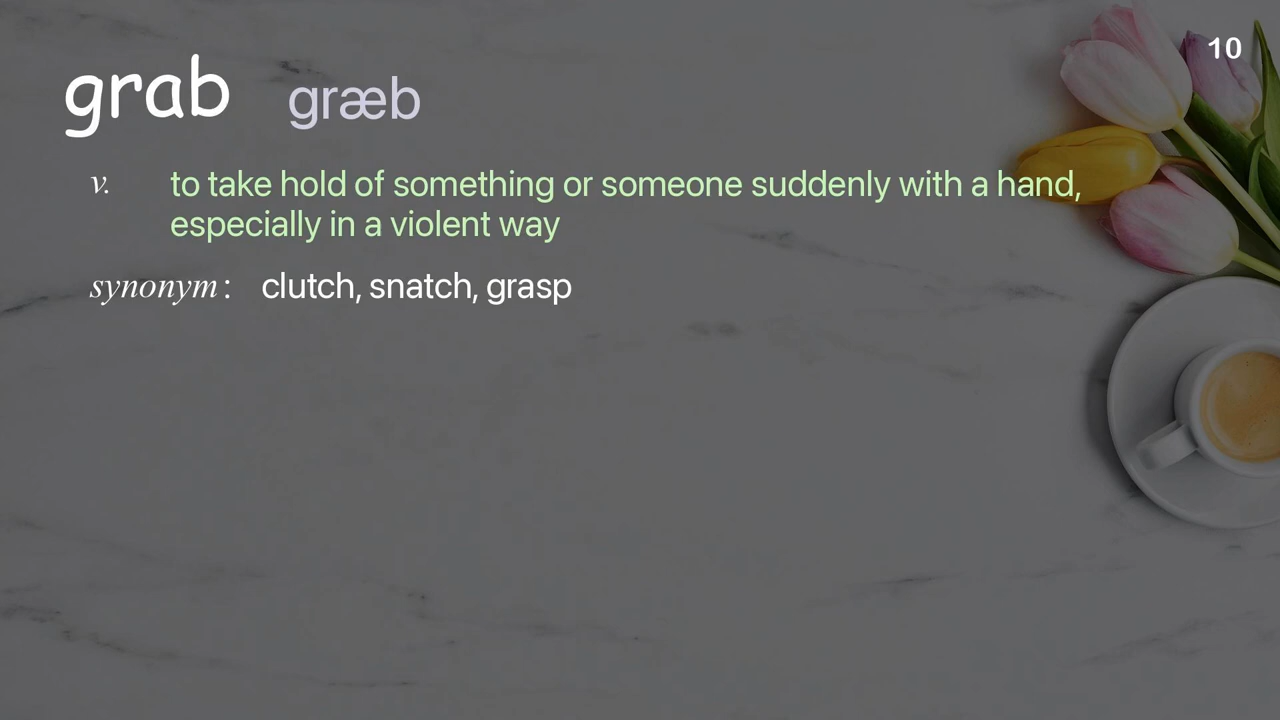 10
grab græb
v. to take hold of something or someone suddenly with a hand,
especially in a violent way
synonym: clutch, snatch, grasp